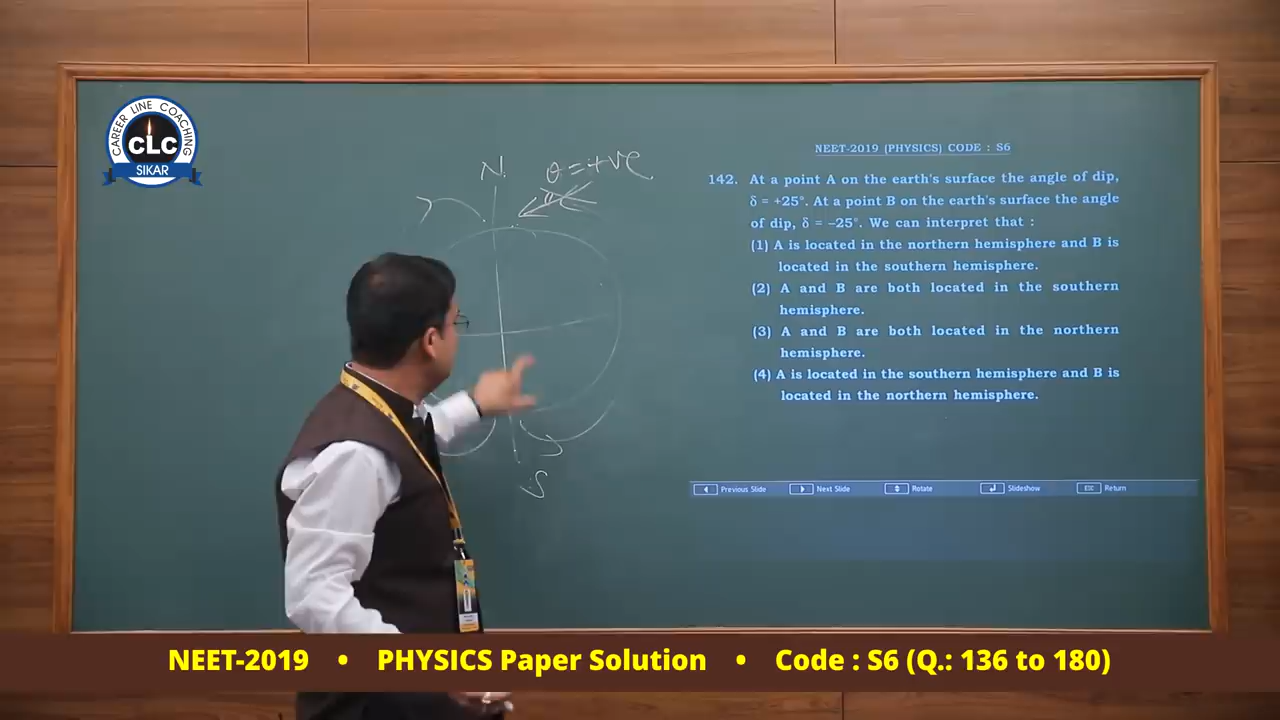 CAREER LINE COACHING
CLC
SIKAR
N
θ = +ve
S
NEET-2019 (PHYSICS) CODE : S6
142. At a point A on the earth's surface the angle of dip,
δ = +25°. At a point B on the earth's surface the angle
of dip, δ = –25°. We can interpret that :
(1) A is located in the northern hemisphere and B is
located in the southern hemisphere.
(2) A and B are both located in the southern
hemisphere.
(3) A and B are both located in the northern
hemisphere.
(4) A is located in the southern hemisphere and B is
located in the northern hemisphere.
Previous Slide
Next Slide
Rotate
Slideshow
ESC Return
NEET-2019 • PHYSICS Paper Solution • Code : S6 (Q.: 136 to 180)